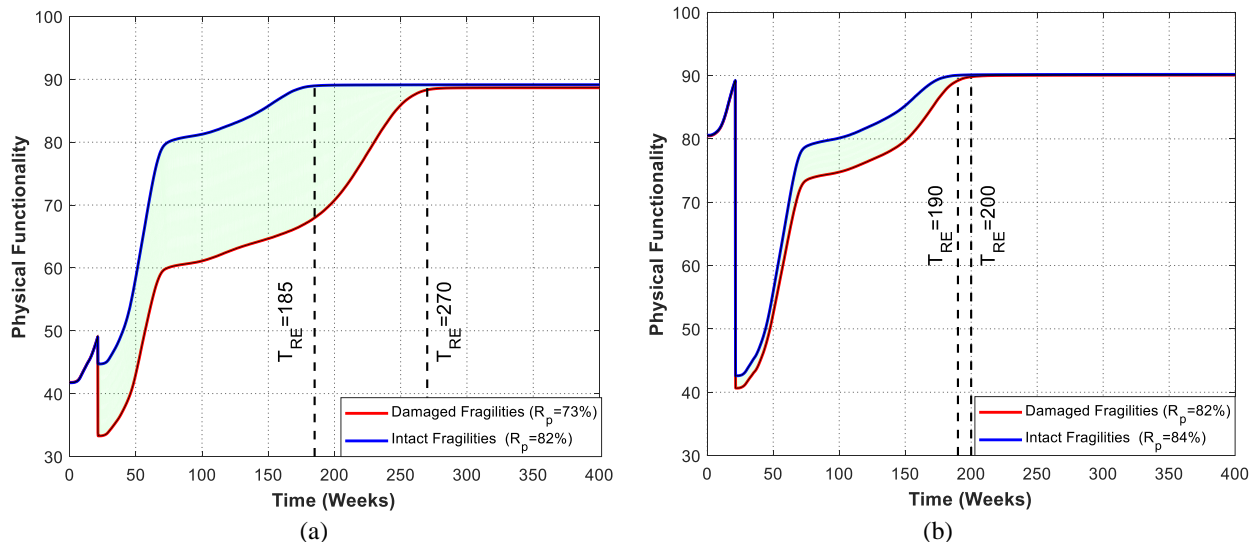 100
90
80
70
60
50
40
30
Physical Functionality
T_RE=185
T_RE=270
Damaged Fragilities (R_p=73%)
Intact Fragilities (R_p=82%)
0 50 100 150 200 250 300 350 400
Time (Weeks)
(a)
100
90
80
70
60
50
40
30
Physical Functionality
T_RE=190
T_RE=200
Damaged Fragilities (R_p=82%)
Intact Fragilities (R_p=84%)
0 50 100 150 200 250 300 350 400
Time (Weeks)
(b)